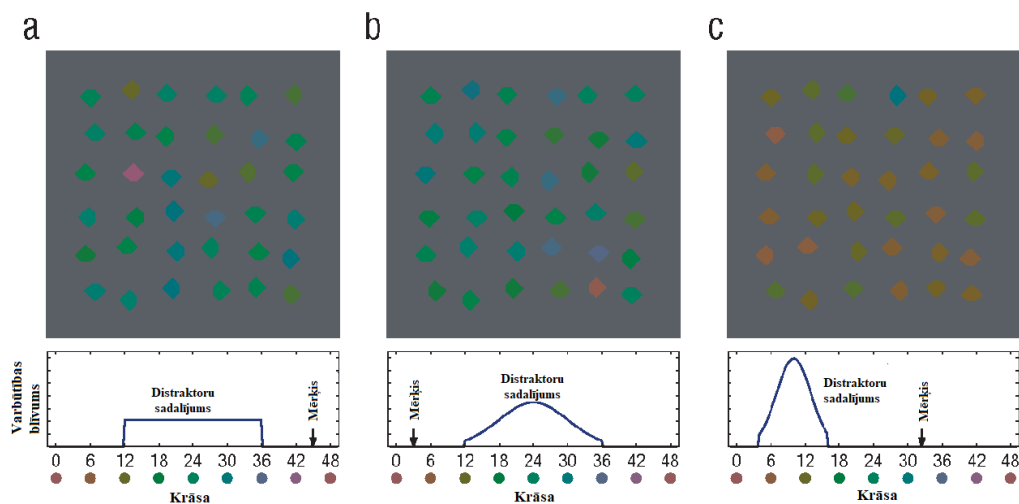 a
b
c
Varbūtības
blīvums
Distraktoru
sadalījums
Mērķis
0 6 12 18 24 30 36 42 48
Mērķis
Distraktoru
sadalījums
0 6 12 18 24 30 36 42 48
Distraktoru
sadalījums
Mērķis
0 6 12 18 24 30 36 42 48
Krāsa
Krāsa
Krāsa